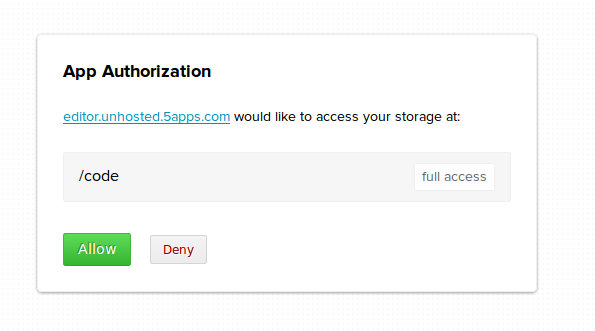 App Authorization
editor.unhosted.5apps.com would like to access your storage at:
/code full access
Allow Deny